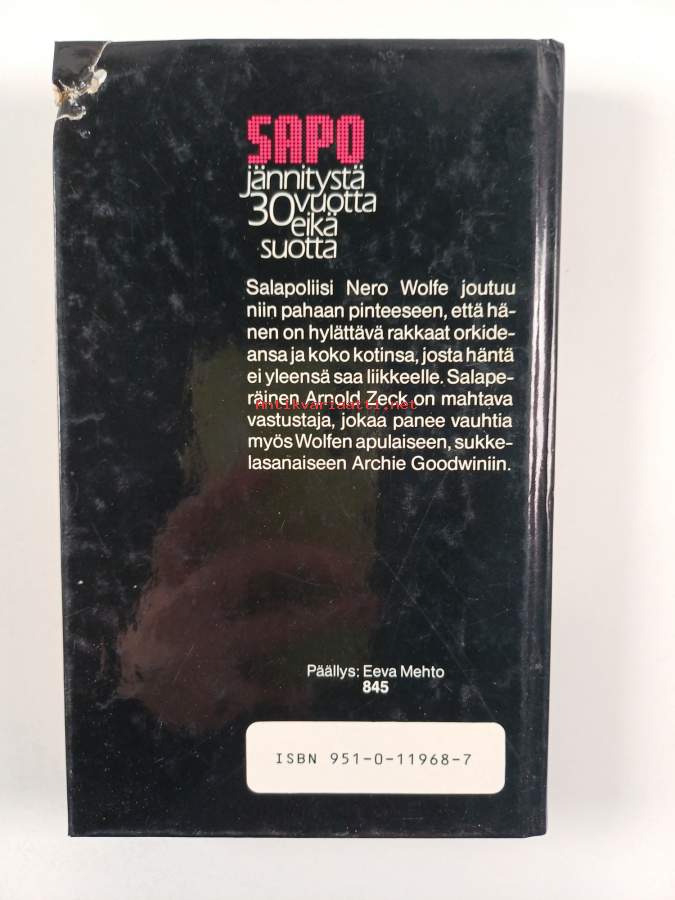 SAPO
jännitystä
30 vuotta
eikä
suotta
Salapoliisi Nero Wolfe joutuu
niin pahaan pinteeseen, että hä-
nen on hylättävä rakkaat orkide-
ansa ja koko kotinsa, josta häntä
ei yleensä saa liikkeelle. Salape-
räinen Arnold Zeck on mahtava
Antikvariaatti.net
vastustaja, jokaa panee vauhtia
myös Wolfen apulaiseen, sukke-
lasanaiseen Archie Goodwiniin.
Päällys: Eeva Mehto
845
ISBN 951-0-11968-7